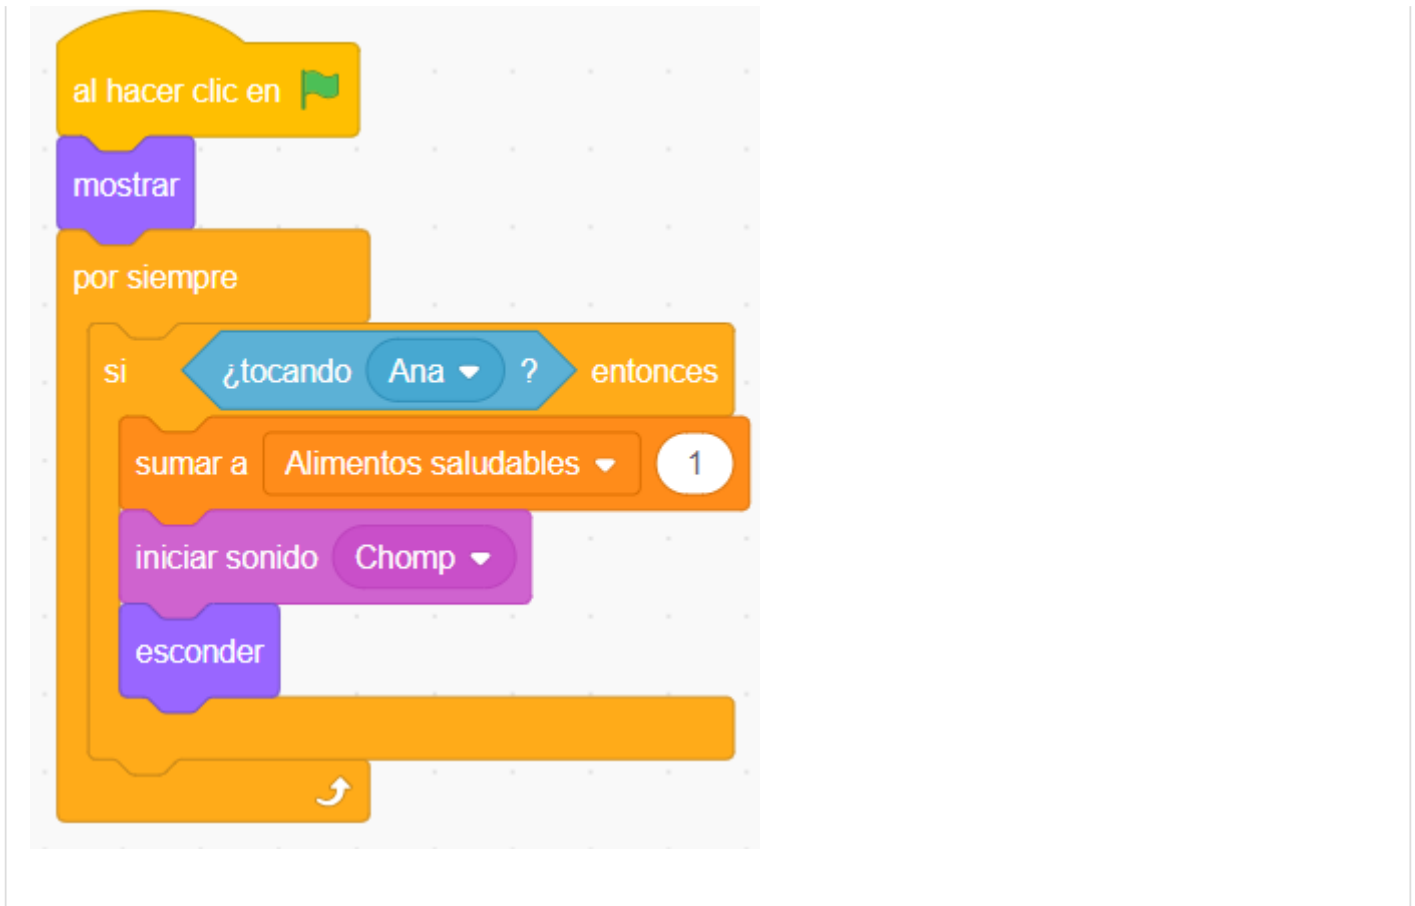 al hacer clic en
mostrar
por siempre
si ¿tocando Ana ? entonces
sumar a Alimentos saludables 1
iniciar sonido Chomp
esconder